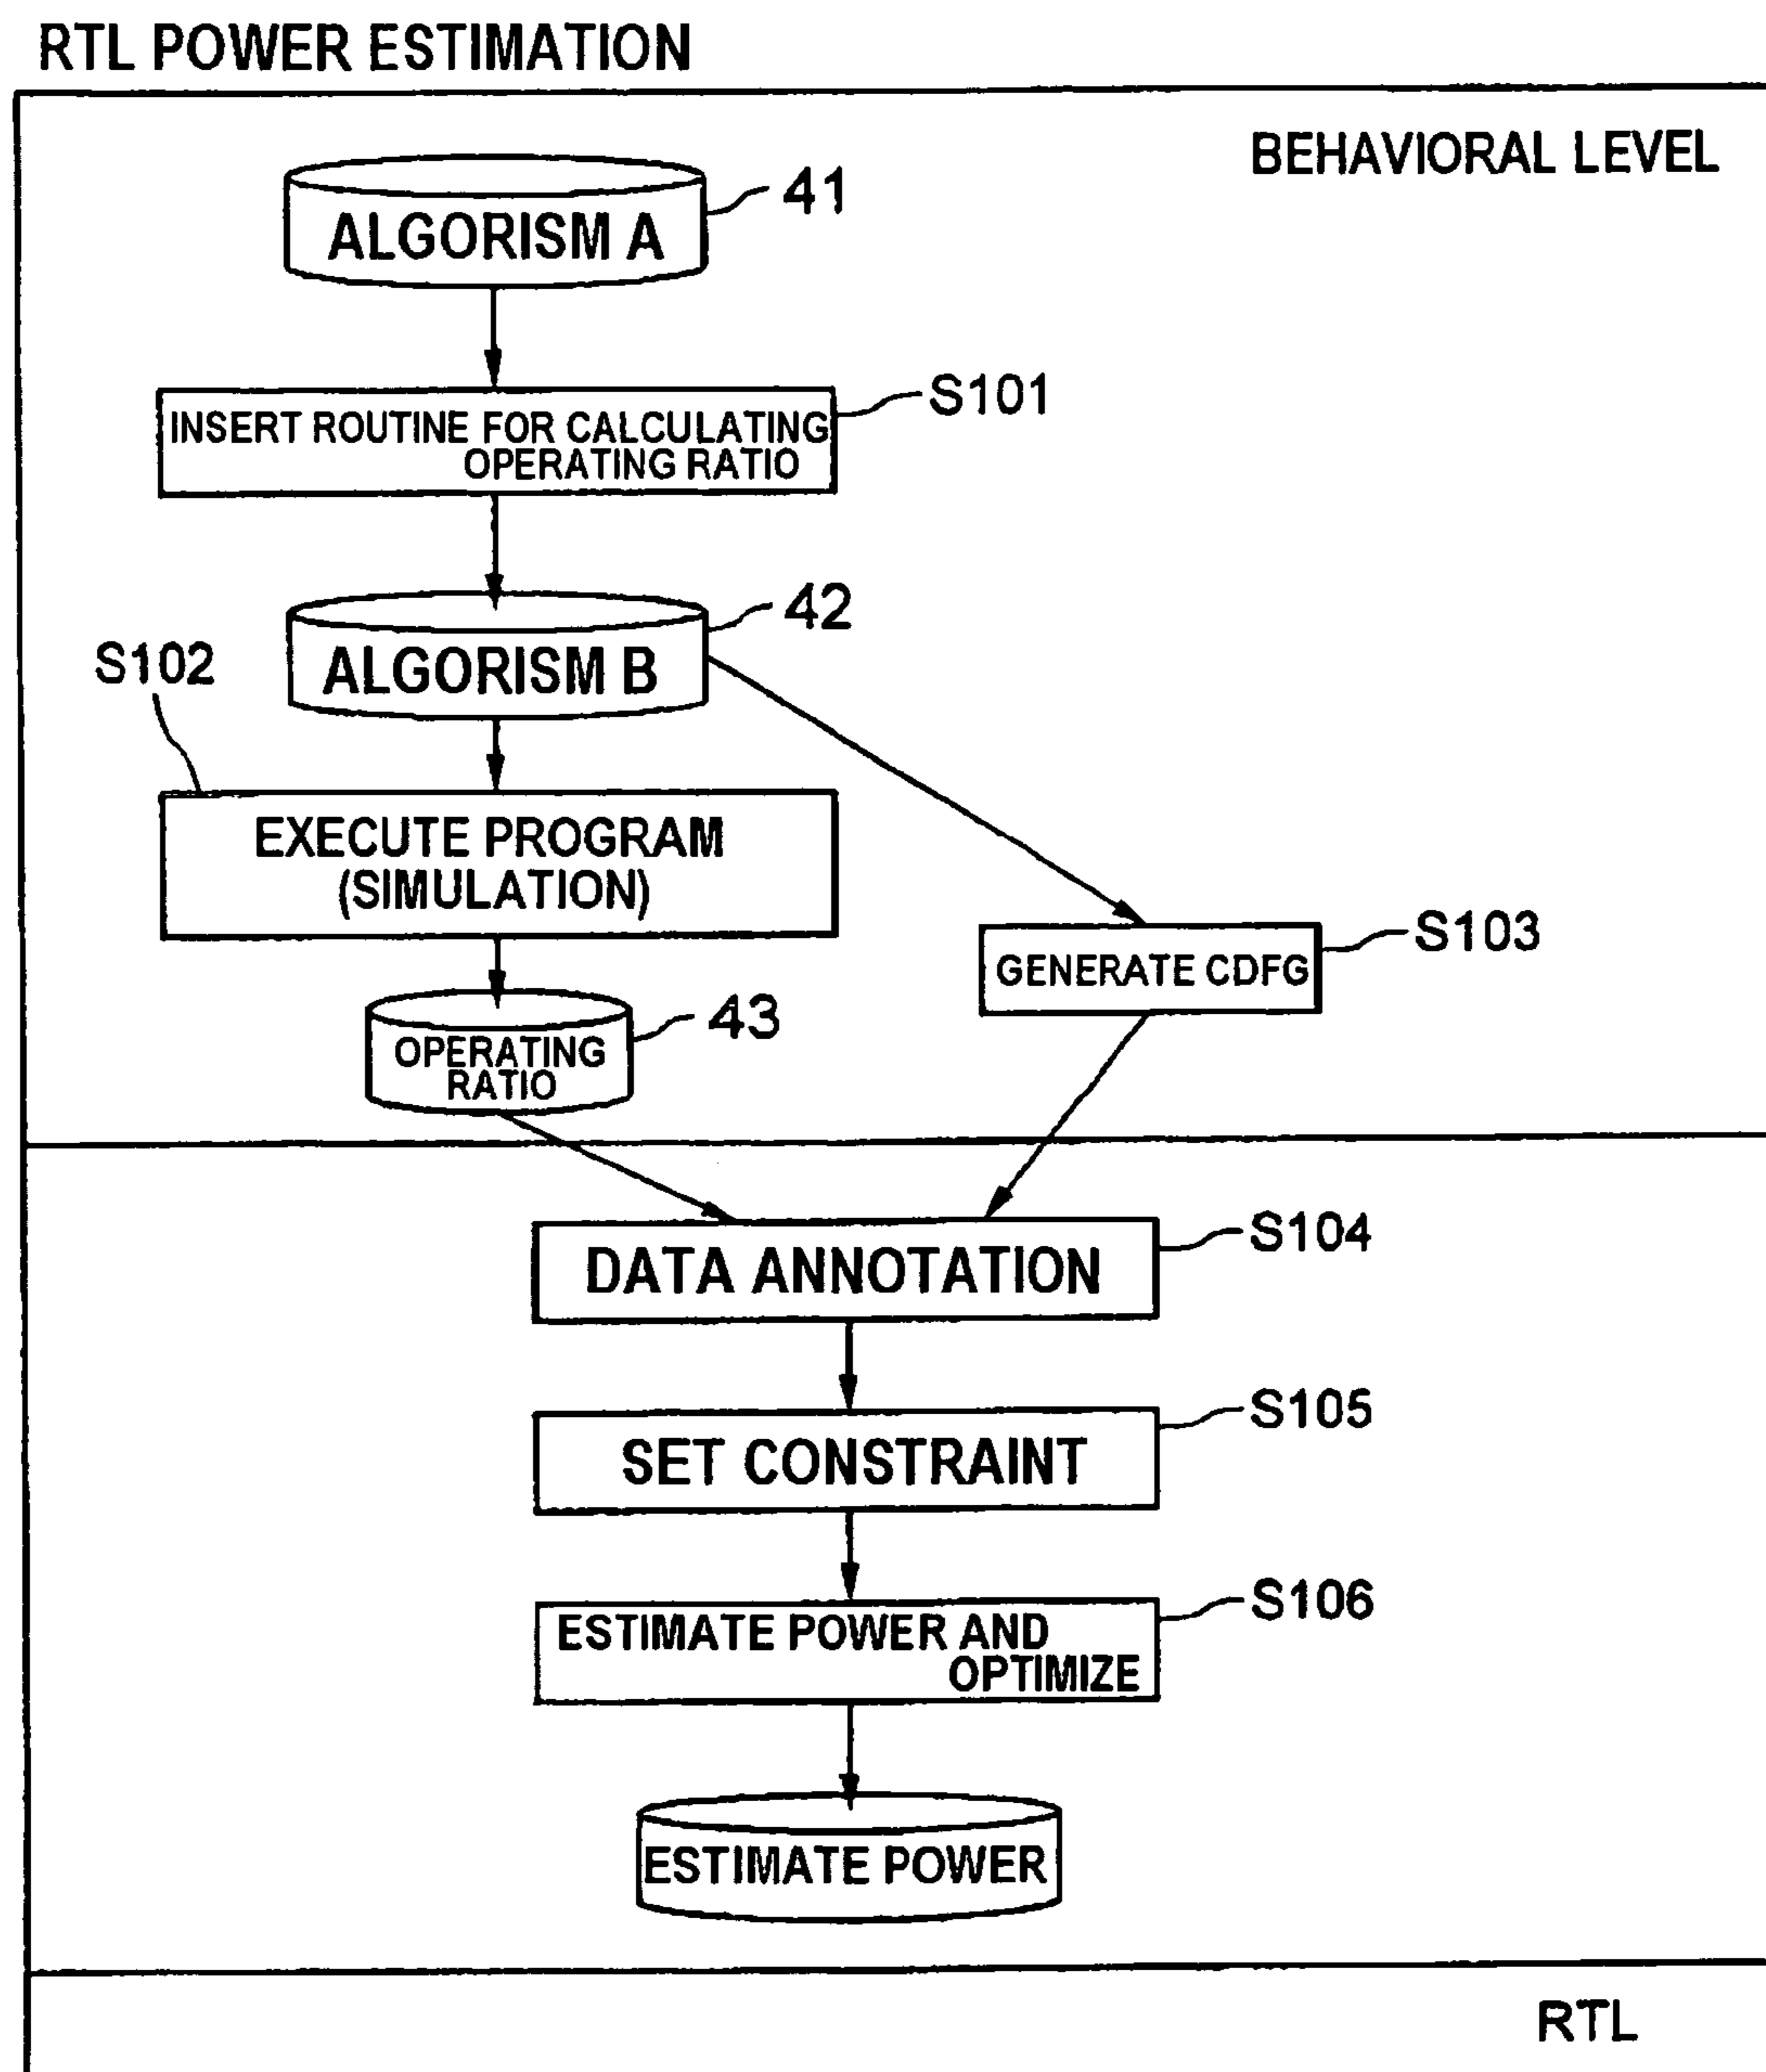 RTL POWER ESTIMATION
BEHAVIORAL LEVEL
ALGORISM A
41
INSERT ROUTINE FOR CALCULATING
OPERATING RATIO
S101
ALGORISM B
42
S102
EXECUTE PROGRAM
(SIMULATION)
GENERATE CDFG
S103
OPERATING
RATIO
43
DATA ANNOTATION
S104
SET CONSTRAINT
S105
ESTIMATE POWER AND
OPTIMIZE
S106
ESTIMATE POWER
RTL